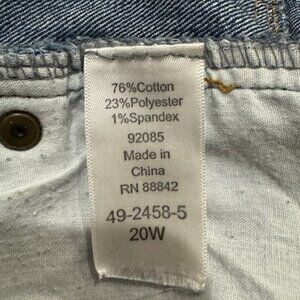 76%Cotton
23%Polyester
1%Spandex
92085
Made in
China
RN 88842
49-2458-5
20W